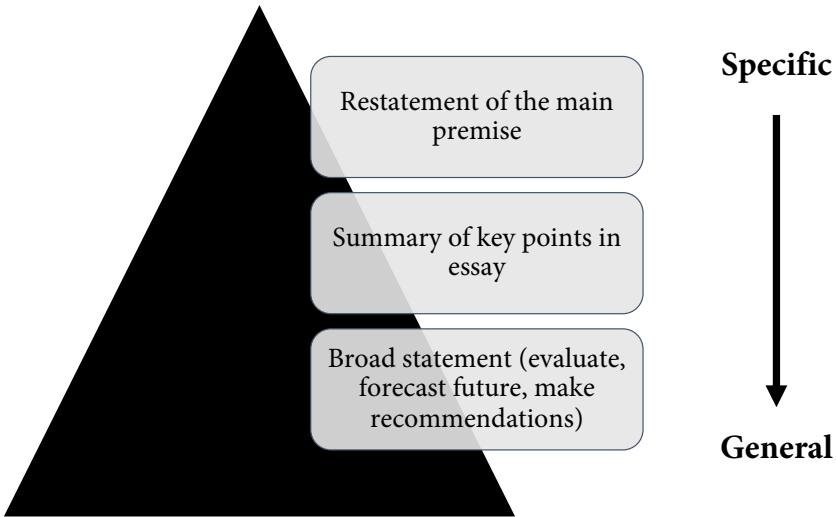 Specific
Restatement of the main
premise
Summary of key points in
essay
Broad statement (evaluate,
forecast future, make
recommendations)
General